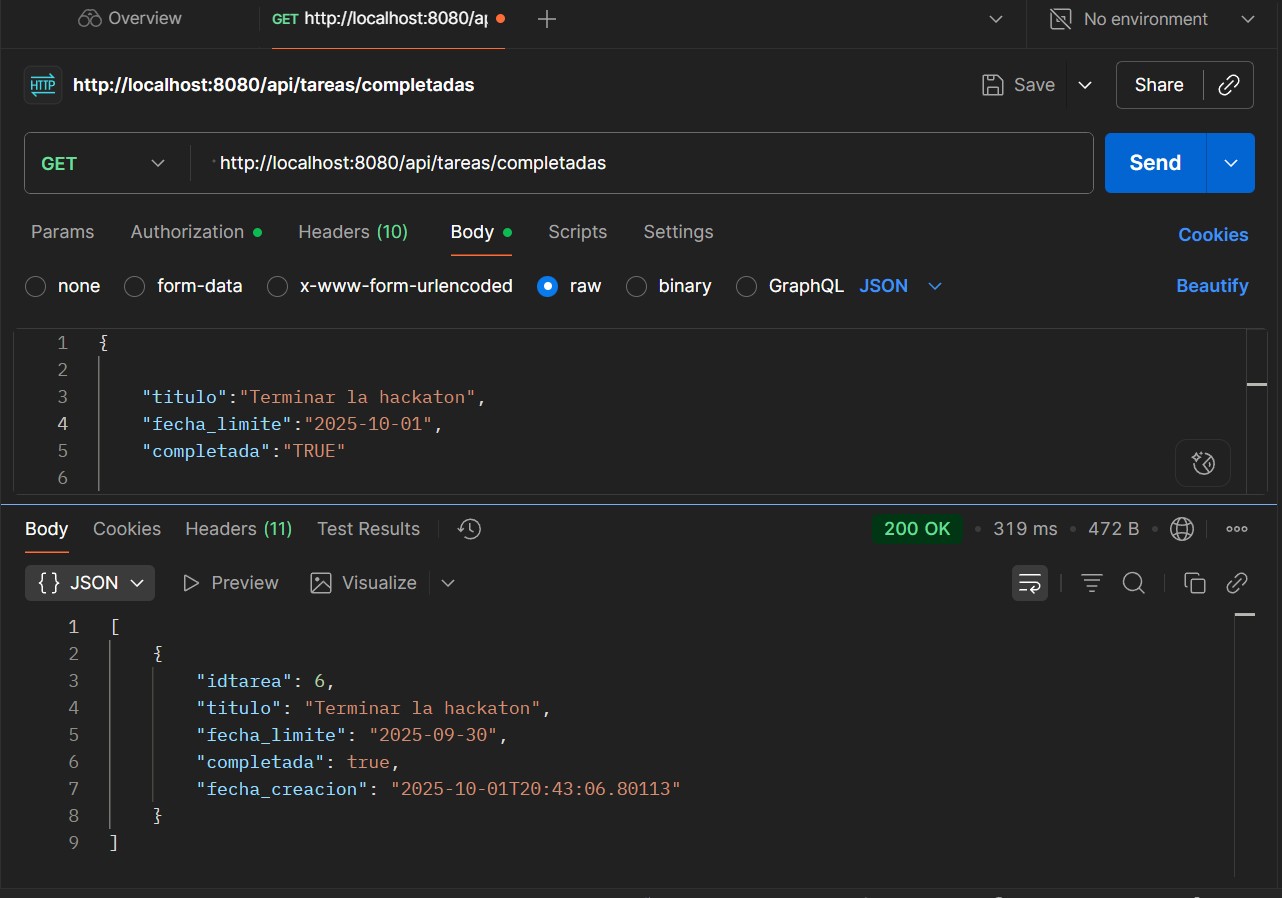 Overview
GET http://localhost:8080/ap
No environment
HTTP http://localhost:8080/api/tareas/completadas
Save
Share
GET
http://localhost:8080/api/tareas/completadas
Send
Params Authorization Headers (10) Body Scripts Settings Cookies
none form-data x-www-form-urlencoded raw binary GraphQL JSON Beautify
1 {
2
3 "titulo":"Terminar la hackaton",
4 "fecha_limite":"2025-10-01",
5 "completada":"TRUE"
6
Body Cookies Headers (11) Test Results 200 OK 319 ms 472 B
{} JSON Preview Visualize
1 [
2 {
3 "idtarea": 6,
4 "titulo": "Terminar la hackaton",
5 "fecha_limite": "2025-09-30",
6 "completada": true,
7 "fecha_creacion": "2025-10-01T20:43:06.80113"
8 }
9 ]